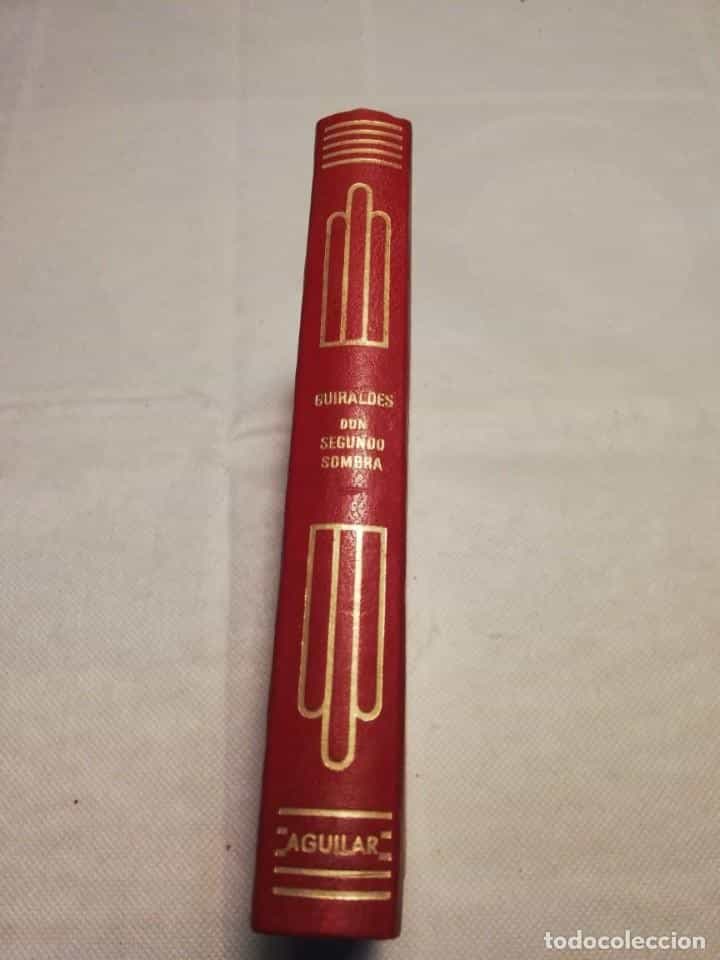 GUIRALDES
DON
SEGUNDO
SOMBRA
AGUILAR
todocoleccion